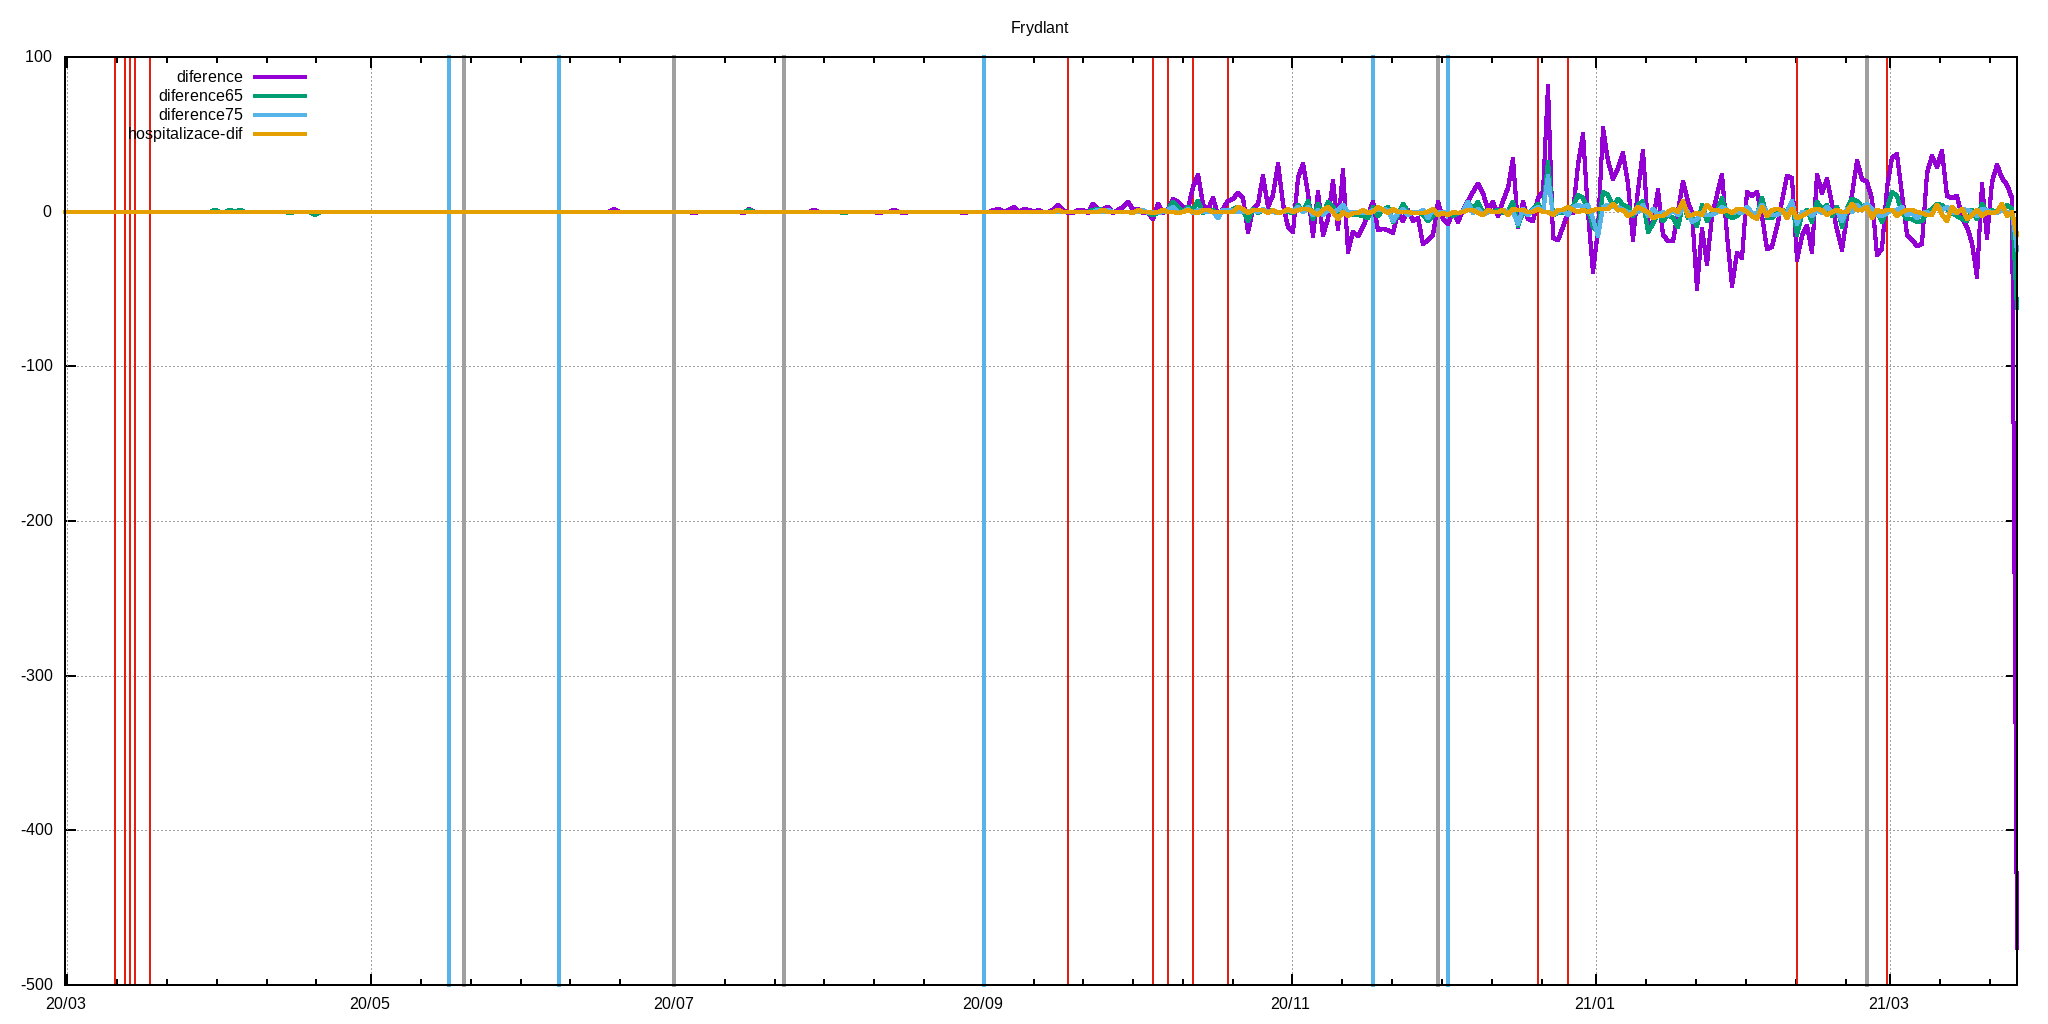 Frydlant
100
diference
diference65
diference75
hospitalizace-dif
0
-100
-200
-300
-400
-500
20/03 20/05 20/07 20/09 20/11 21/01 21/03